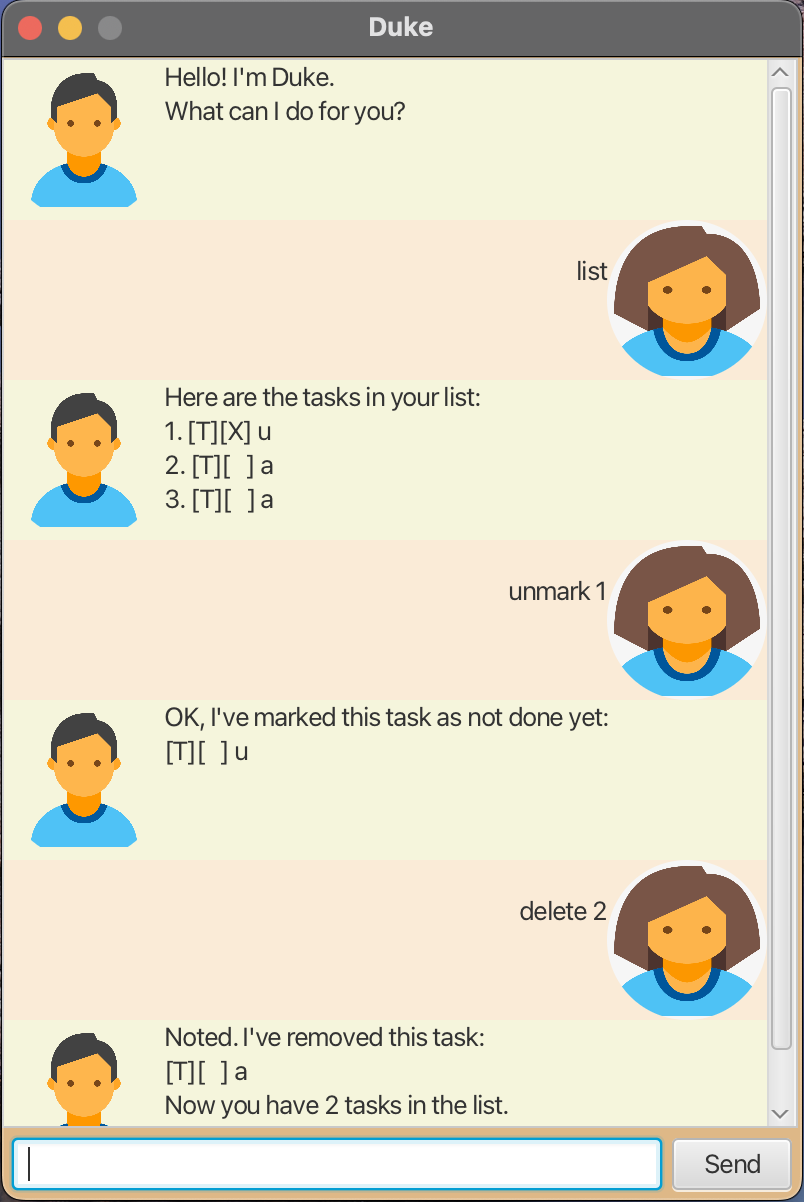 Duke
Hello! I'm Duke.
What can I do for you?
list
Here are the tasks in your list:
1. [T][X] u
2. [T][  ] a
3. [T][  ] a
unmark 1
OK, I've marked this task as not done yet:
[T][  ] u
delete 2
Noted. I've removed this task:
[T][  ] a
Now you have 2 tasks in the list.
Send